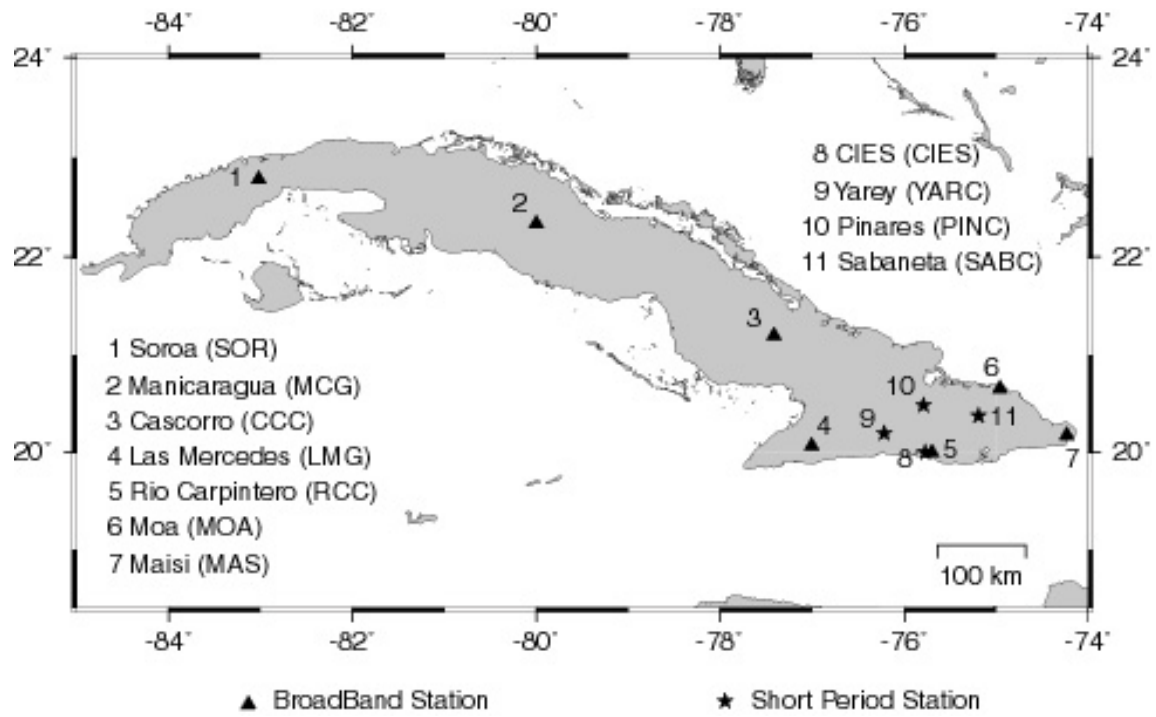 -84° -82° -80° -78° -76° -74°
24° 24°
8 CIES (CIES)
1
9 Yarey (YARC)
2
10 Pinares (PINC)
22° 11 Sabaneta (SABC) 22°
3
1 Soroa (SOR)
6
2 Manicaragua (MCG)
10
3 Cascorro (CCC)
9 11
4
20° 8 5 7 20°
4 Las Mercedes (LMG)
5 Rio Carpintero (RCC)
6 Moa (MOA)
7 Maisi (MAS)
100 km
-84° -82° -80° -78° -76° -74°
BroadBand Station Short Period Station